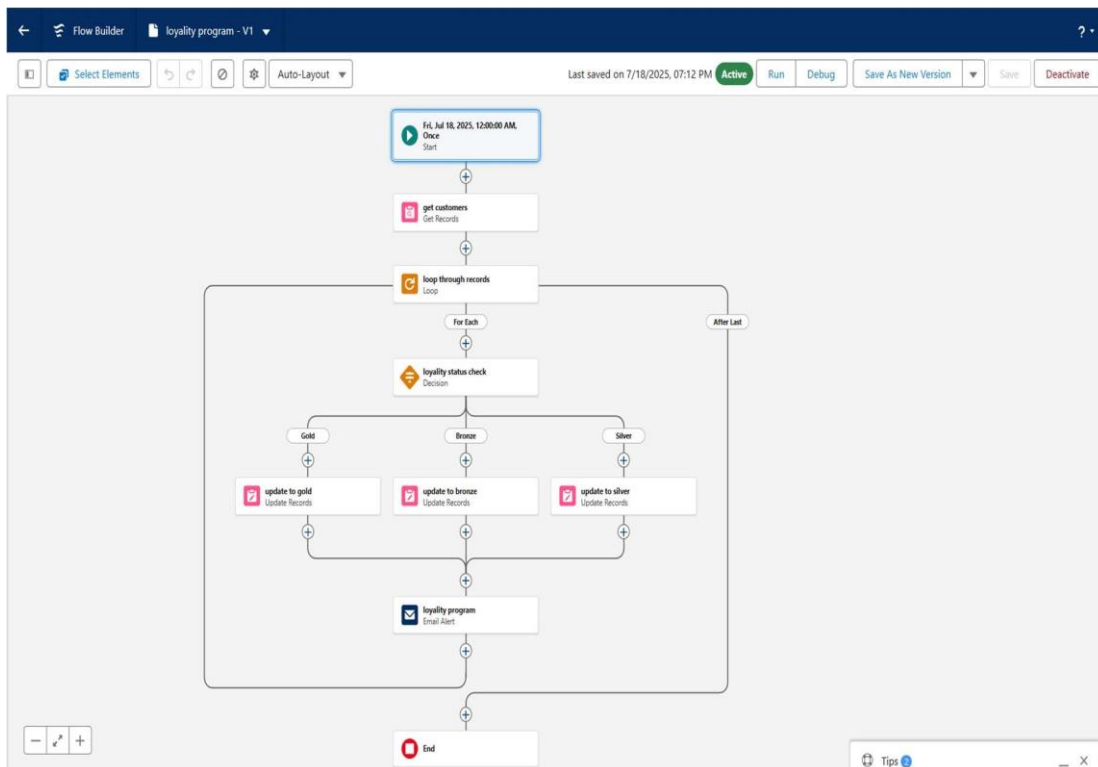 Flow Builder
loyality program - V1
?
Select Elements
Auto-Layout
Last saved on 7/18/2025, 07:12 PM
Active
Run
Debug
Save As New Version
Save
Deactivate
Fri, Jul 18, 2025, 12:00:00 AM,
Once
Start
get customers
Get Records
loop through records
Loop
For Each
After Last
loyality status check
Decision
Gold
Bronze
Silver
update to gold
Update Records
update to bronze
Update Records
update to silver
Update Records
loyality program
Email Alert
End
Tips 2